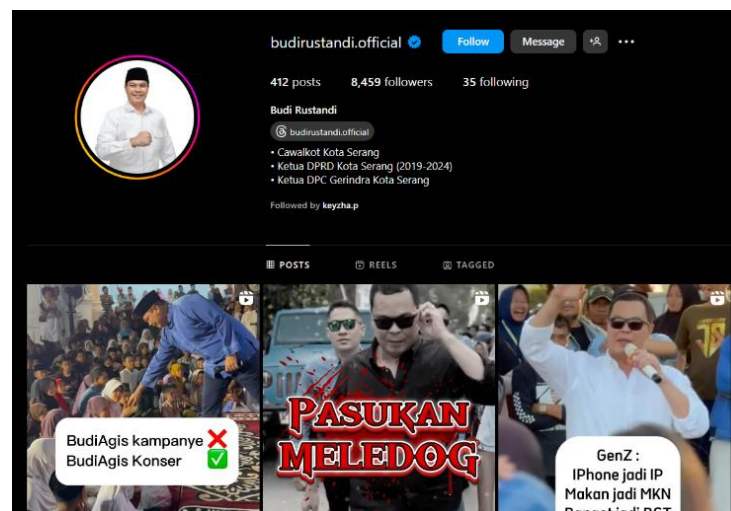 budirustandi.official
Follow
Message
412 posts
8,459 followers
35 following
Budi Rustandi
budirustandi.official
• Cawalkot Kota Serang
• Ketua DPRD Kota Serang (2019-2024)
• Ketua DPC Gerindra Kota Serang
Followed by keyzha.p
POSTS
REELS
TAGGED
BudiAgis kampanye ❌
BudiAgis Konser ✅
PASUKAN
MELEDOG
GenZ :
IPhone jadi IP
Makan jadi MKN